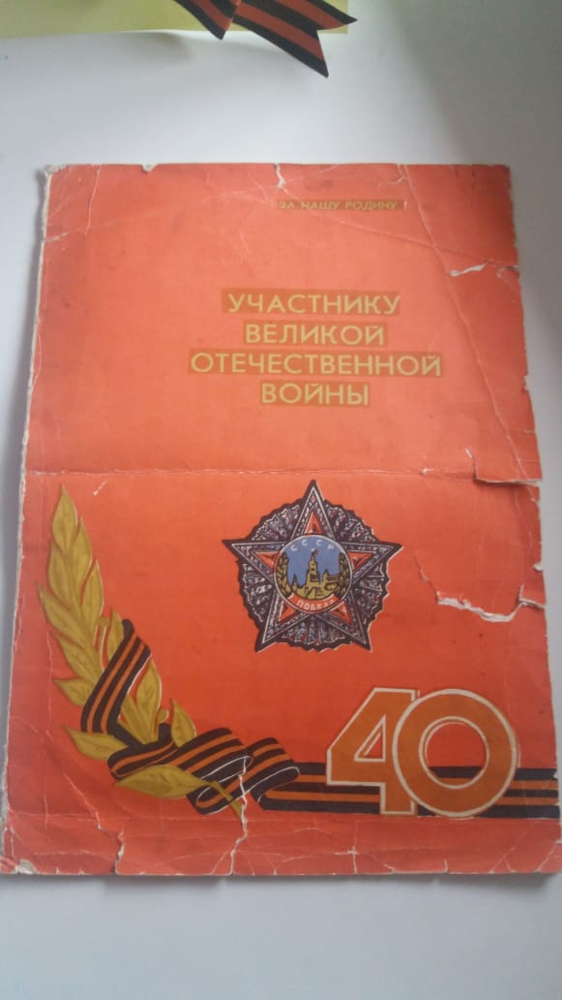 ЗА НАШУ РОДИНУ!
УЧАСТНИКУ
ВЕЛИКОЙ
ОТЕЧЕСТВЕННОЙ
ВОЙНЫ
СССР
ПОБЕДА
40